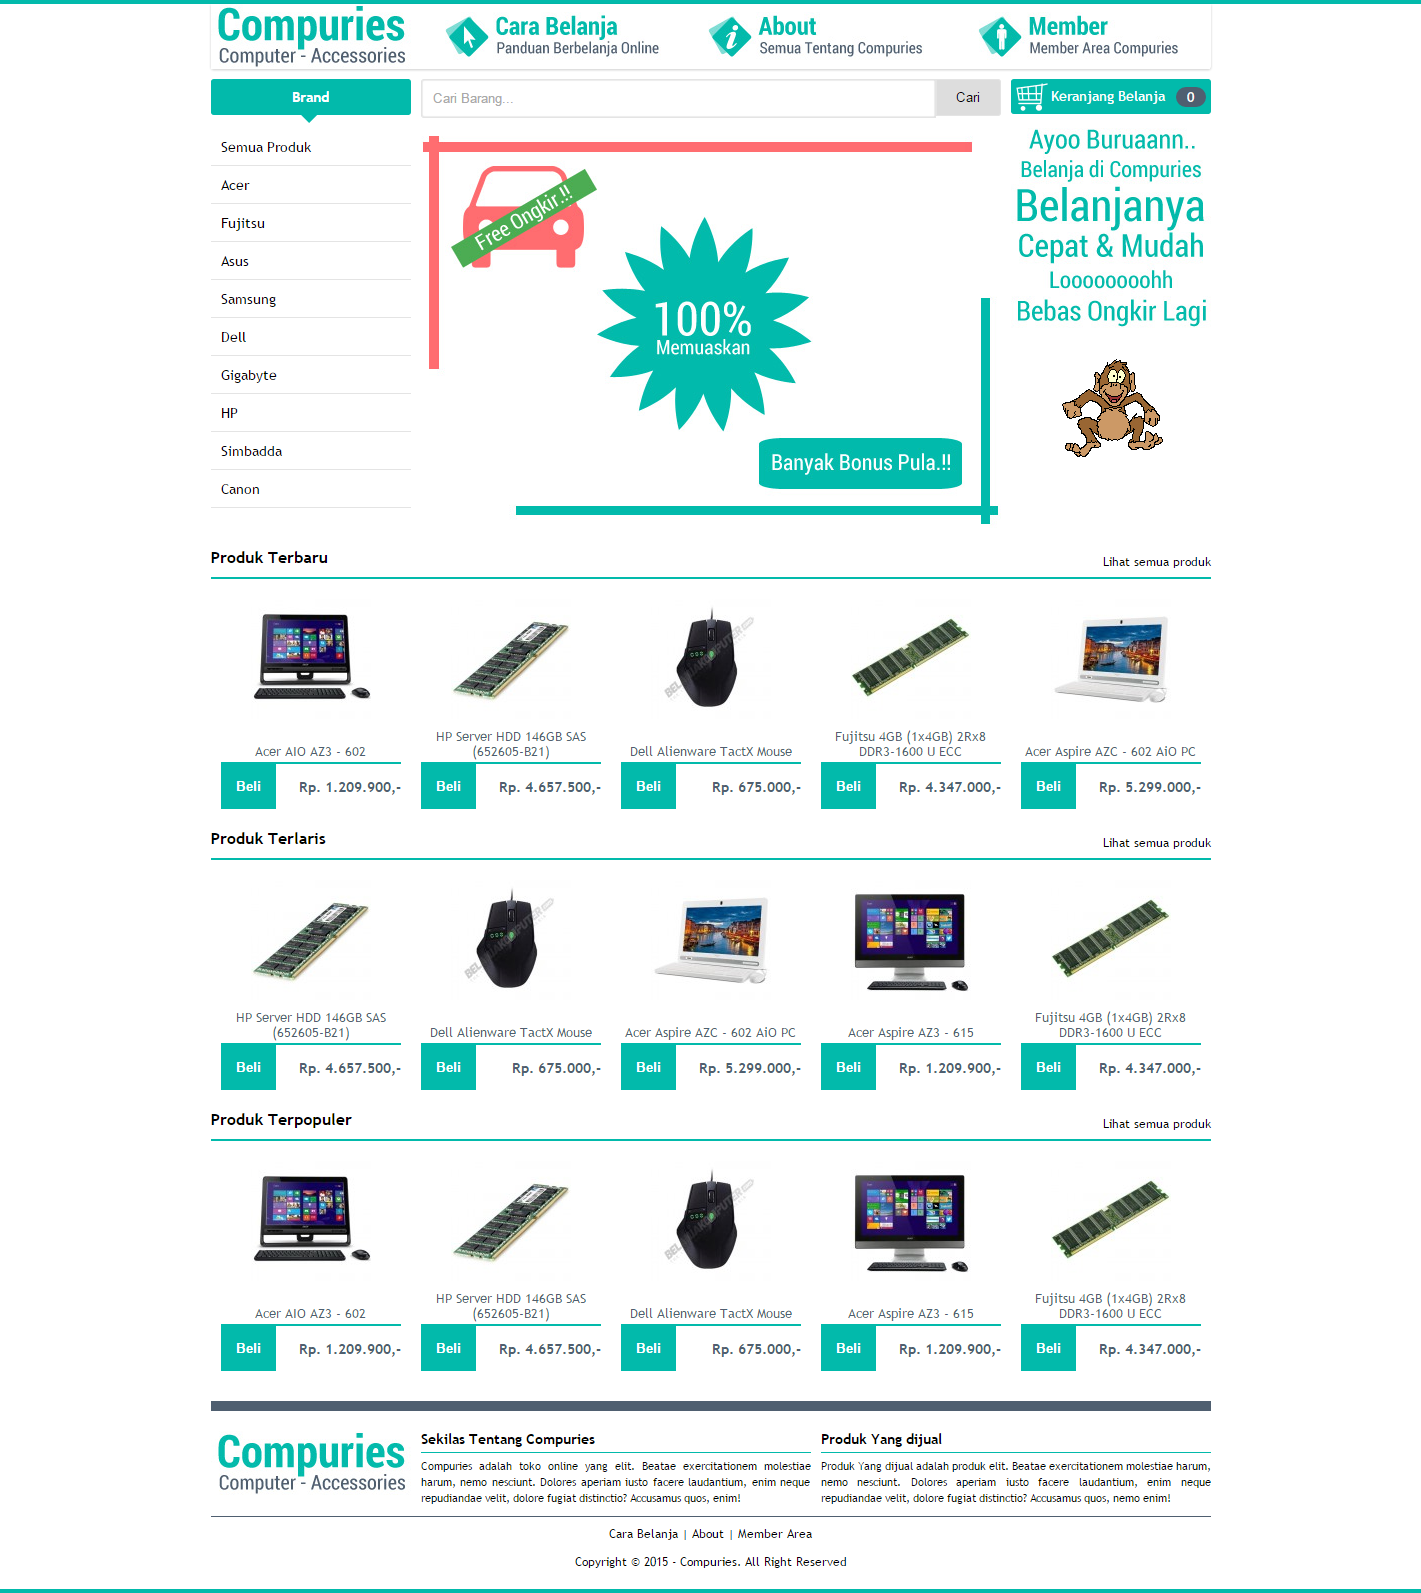 Compuries
Computer - Accessories
Cara Belanja
Panduan Berbelanja Online
About
Semua Tentang Compuries
Member
Member Area Compuries
Brand
Cari Barang...
Cari
Keranjang Belanja 0
Semua Produk
Acer
Fujitsu
Asus
Samsung
Dell
Gigabyte
HP
Simbadda
Canon
Free Ongkir.!!
100%
Memuaskan
Banyak Bonus Pula.!!
Ayoo Buruaann..
Belanja di Compuries
Belanjanya
Cepat & Mudah
Loooooooohh
Bebas Ongkir Lagi
Produk Terbaru
Lihat semua produk
Acer AIO AZ3 - 602
Beli Rp. 1.209.900,-
HP Server HDD 146GB SAS
(652605-B21)
Beli Rp. 4.657.500,-
Dell Alienware TactX Mouse
Beli Rp. 675.000,-
Fujitsu 4GB (1x4GB) 2Rx8
DDR3-1600 U ECC
Beli Rp. 4.347.000,-
Acer Aspire AZC - 602 AiO PC
Beli Rp. 5.299.000,-
Produk Terlaris
Lihat semua produk
HP Server HDD 146GB SAS
(652605-B21)
Beli Rp. 4.657.500,-
Dell Alienware TactX Mouse
Beli Rp. 675.000,-
Acer Aspire AZC - 602 AiO PC
Beli Rp. 5.299.000,-
Acer Aspire AZ3 - 615
Beli Rp. 1.209.900,-
Fujitsu 4GB (1x4GB) 2Rx8
DDR3-1600 U ECC
Beli Rp. 4.347.000,-
Produk Terpopuler
Lihat semua produk
Acer AIO AZ3 - 602
Beli Rp. 1.209.900,-
HP Server HDD 146GB SAS
(652605-B21)
Beli Rp. 4.657.500,-
Dell Alienware TactX Mouse
Beli Rp. 675.000,-
Acer Aspire AZ3 - 615
Beli Rp. 1.209.900,-
Fujitsu 4GB (1x4GB) 2Rx8
DDR3-1600 U ECC
Beli Rp. 4.347.000,-
Compuries
Computer - Accessories
Sekilas Tentang Compuries
Compuries adalah toko online yang elit. Beatae exercitationem molestiae
harum, nemo nesciunt. Dolores aperiam iusto facere laudantium, enim neque
repudiandae velit, dolore fugiat distinctio? Accusamus quos, enim!
Produk Yang dijual
Produk Yang dijual adalah produk elit. Beatae exercitationem molestiae harum,
nemo nesciunt. Dolores aperiam iusto facere laudantium, enim neque
repudiandae velit, dolore fugiat distinctio? Accusamus quos, nemo enim!
Cara Belanja | About | Member Area
Copyright © 2015 - Compuries. All Right Reserved